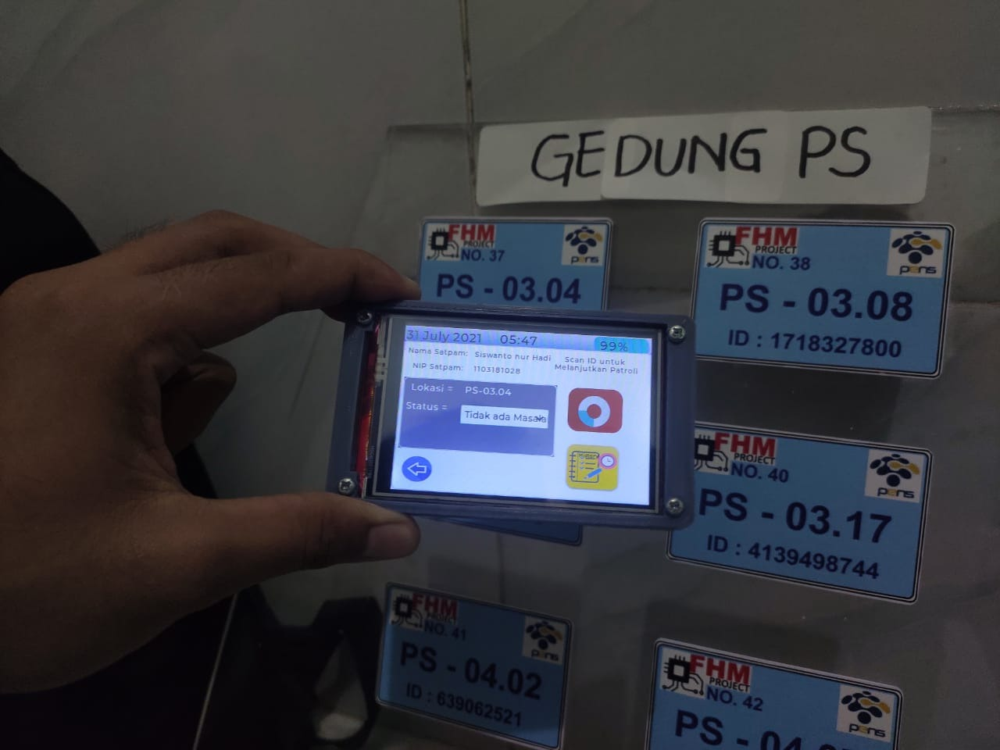 GEDUNG PS
FHM
PROJECT
NO. 37
pens
PS - 03.04
FHM
PROJECT
NO. 38
pens
PS - 03.08
ID : 1718327800
31 July 2021 05:47 99%
Nama Satpam: Siswanto nur Hadi
NIP Satpam: 1103181028
Scan ID untuk
Melanjutkan Patroli
Lokasi = PS-03.04
Status = Tidak ada Masala
FHM
PROJECT
NO. 40
pens
PS - 03.17
ID : 4139498744
FHM
PROJECT
NO. 41
pens
PS - 04.02
ID : 639062521
FHM
PROJECT
NO. 42
pens
PS - 04.